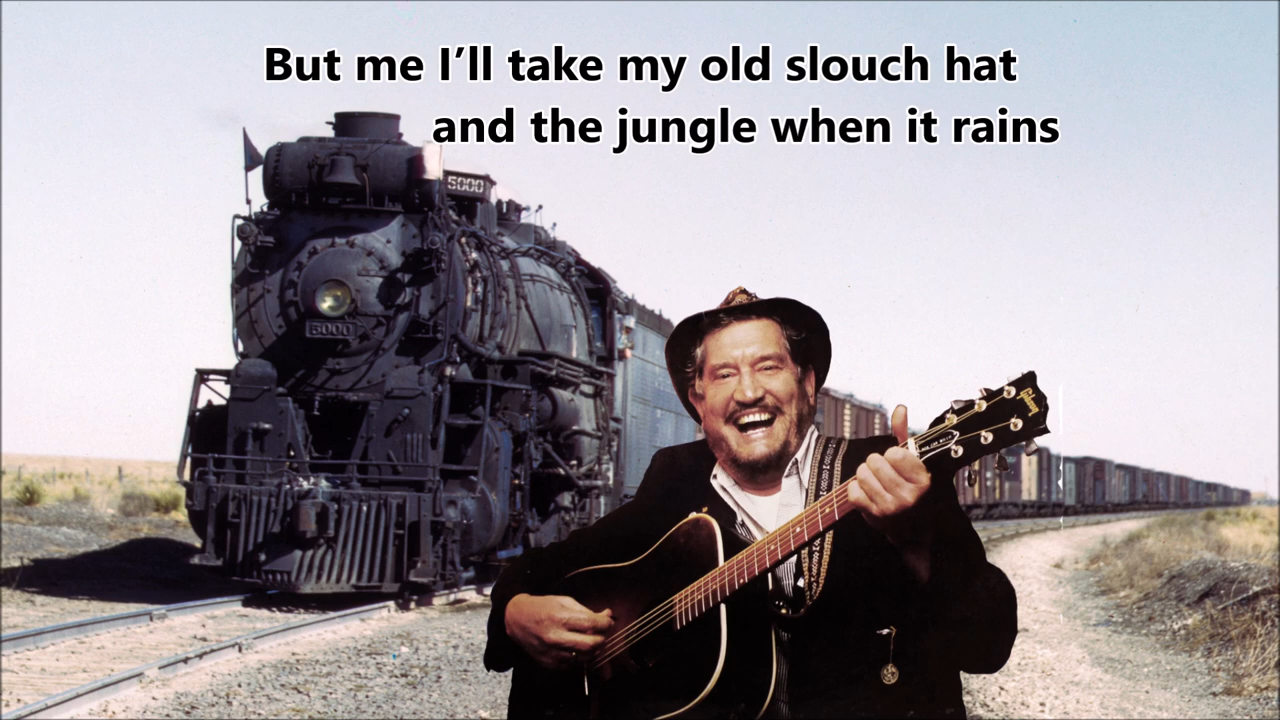 But me I’ll take my old slouch hat
and the jungle when it rains
5000
5000
Gibson